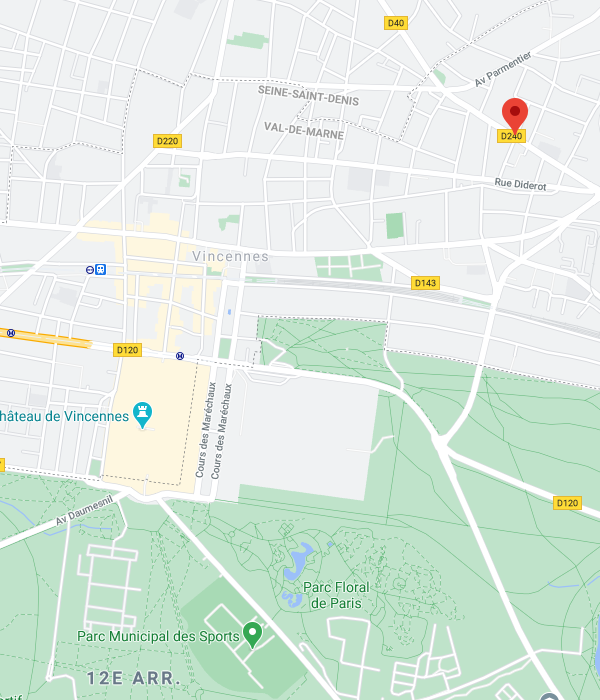 D40
Av Parmentier
SEINE-SAINT-DENIS
VAL-DE-MARNE
D240
D220
Rue Diderot
Vincennes
D143
D120
Cours des Maréchaux
Cours des Maréchaux
hâteau de Vincennes
D120
Av Daumesnil
Parc Floral
de Paris
Parc Municipal des Sports
12E ARR.
ortif